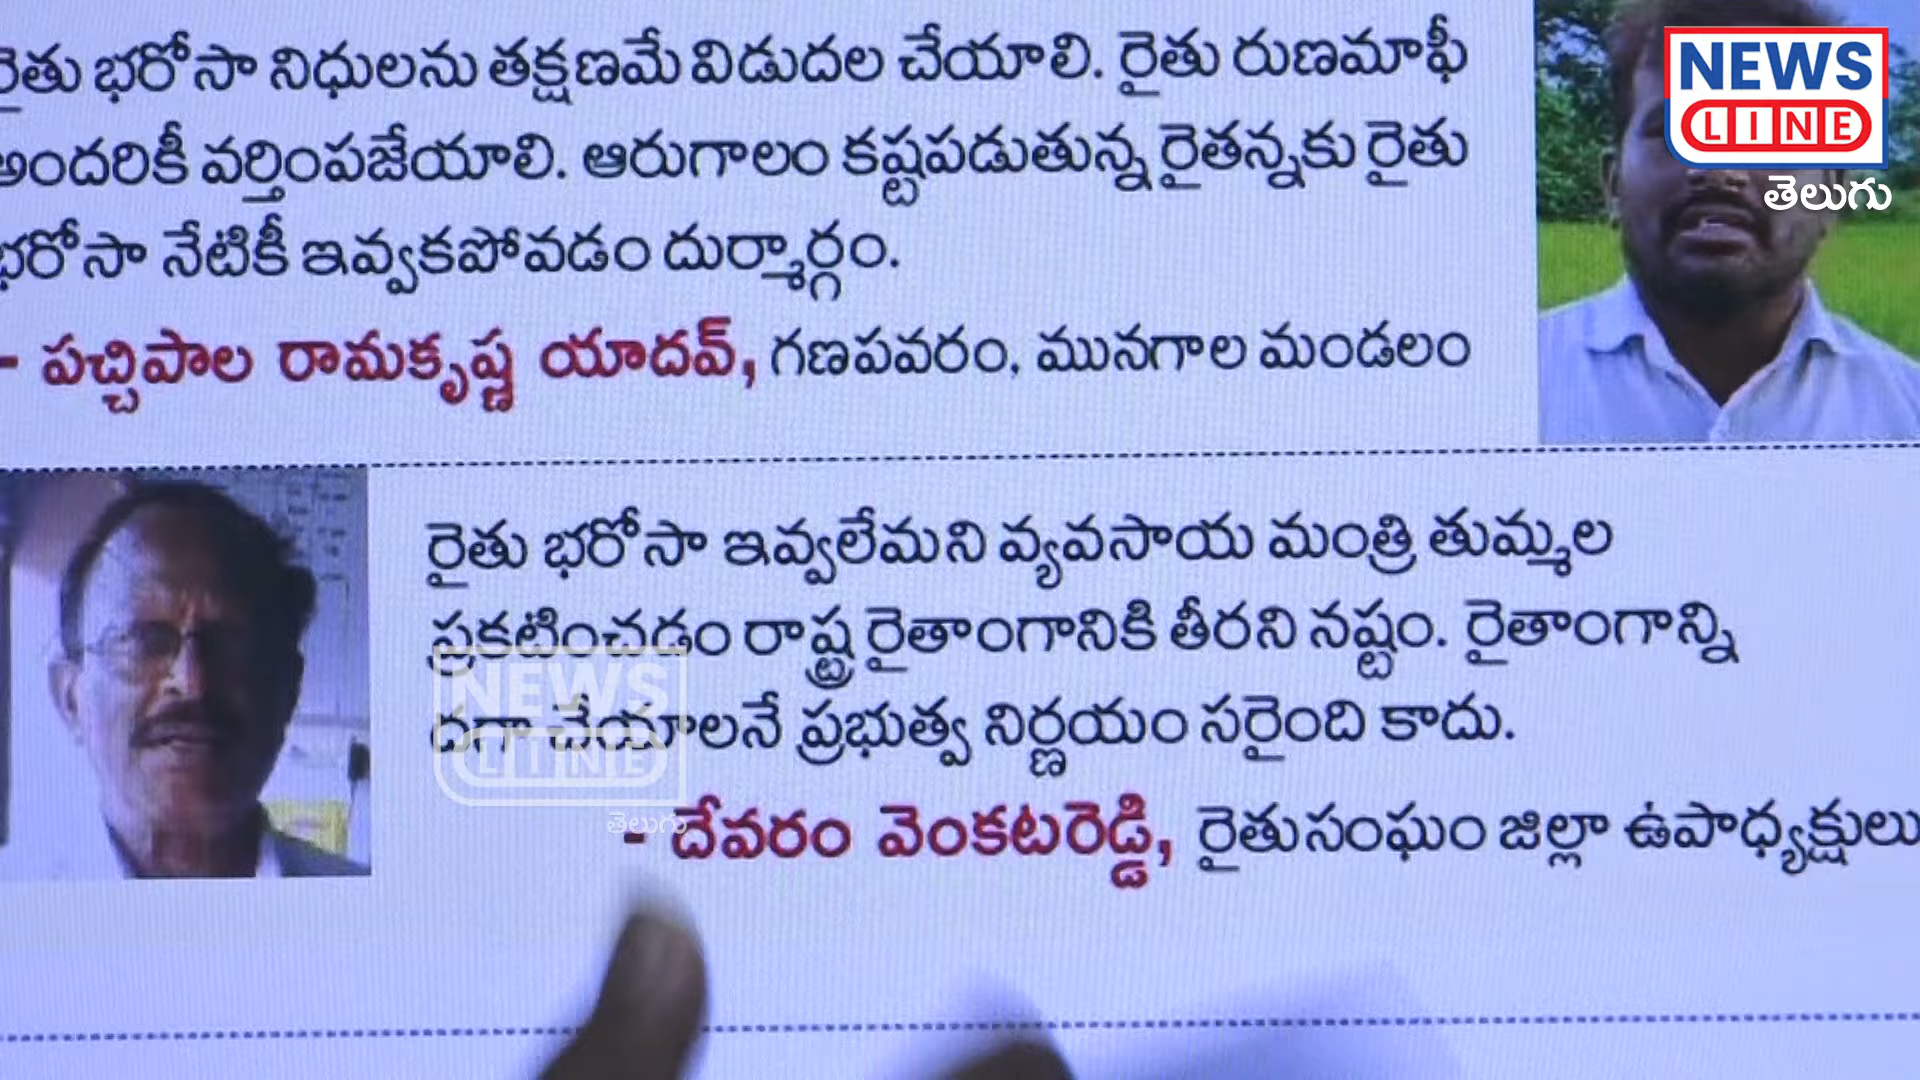 రైతు భరోసా నిధులను తక్షణమే విడుదల చేయాలి. రైతు రుణమాఫీ
అందరికీ వర్తింపజేయాలి. ఆరుగాలం కష్టపడుతున్న రైతన్నకు రైతు
భరోసా నేటికీ ఇవ్వకపోవడం దుర్మార్గం.
- పచ్చిపాల రామకృష్ణ యాదవ్, గణపవరం, మునగాల మండలం
NEWS
LINE
తెలుగు
రైతు భరోసా ఇవ్వలేమని వ్యవసాయ మంత్రి తుమ్మల
ప్రకటించడం రాష్ట్ర రైతాంగానికి తీరని నష్టం. రైతాంగాన్ని
దగా చేయాలనే ప్రభుత్వ నిర్ణయం సరైంది కాదు.
- దేవరం వెంకటరెడ్డి, రైతుసంఘం జిల్లా ఉపాధ్యక్షులు
NEWS
LINE
తెలుగు